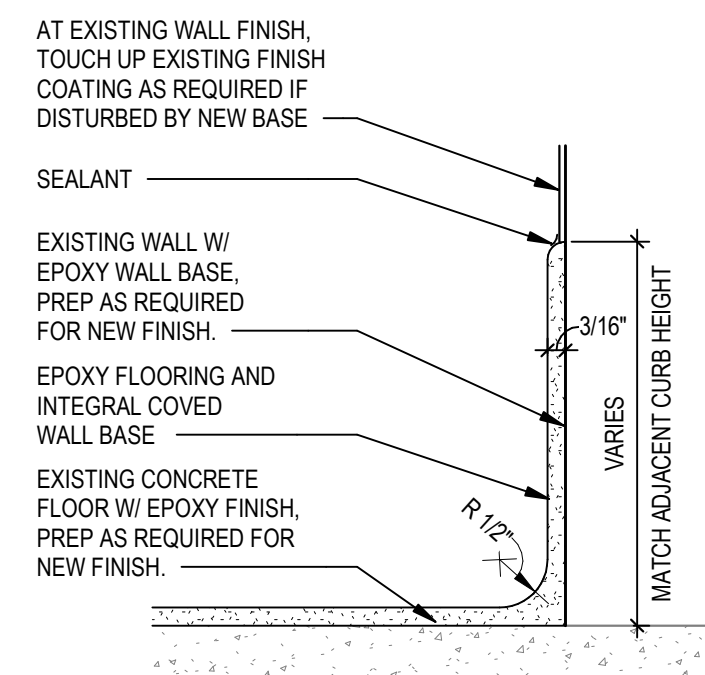 AT EXISTING WALL FINISH,
TOUCH UP EXISTING FINISH
COATING AS REQUIRED IF
DISTURBED BY NEW BASE
SEALANT
EXISTING WALL W/
EPOXY WALL BASE,
PREP AS REQUIRED
FOR NEW FINISH.
EPOXY FLOORING AND
INTEGRAL COVED
WALL BASE
EXISTING CONCRETE
FLOOR W/ EPOXY FINISH,
PREP AS REQUIRED FOR
NEW FINISH.
R 1/2"
3/16"
VARIES
MATCH ADJACENT CURB HEIGHT